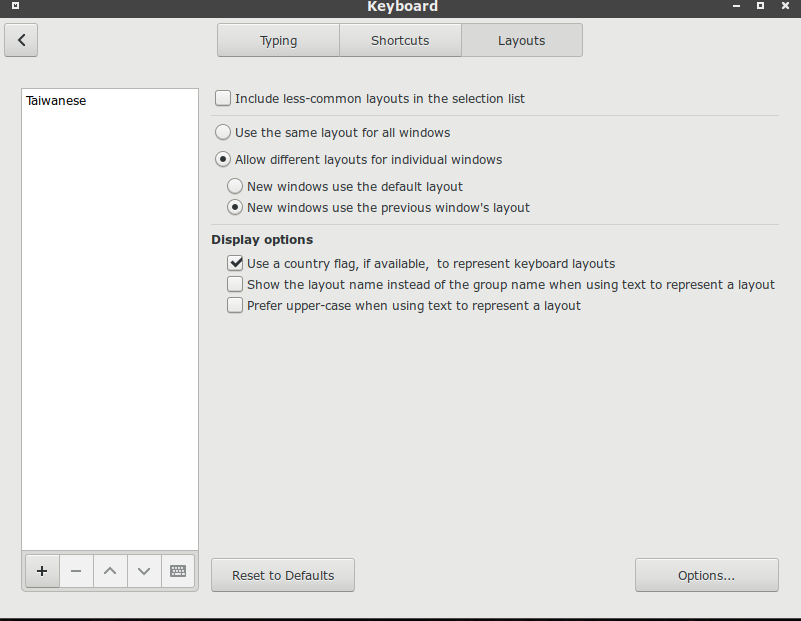 Keyboard
Typing
Shortcuts
Layouts
Taiwanese
Include less-common layouts in the selection list
Use the same layout for all windows
Allow different layouts for individual windows
New windows use the default layout
New windows use the previous window's layout
Display options
Use a country flag, if available,  to represent keyboard layouts
Show the layout name instead of the group name when using text to represent a layout
Prefer upper-case when using text to represent a layout
Reset to Defaults
Options...